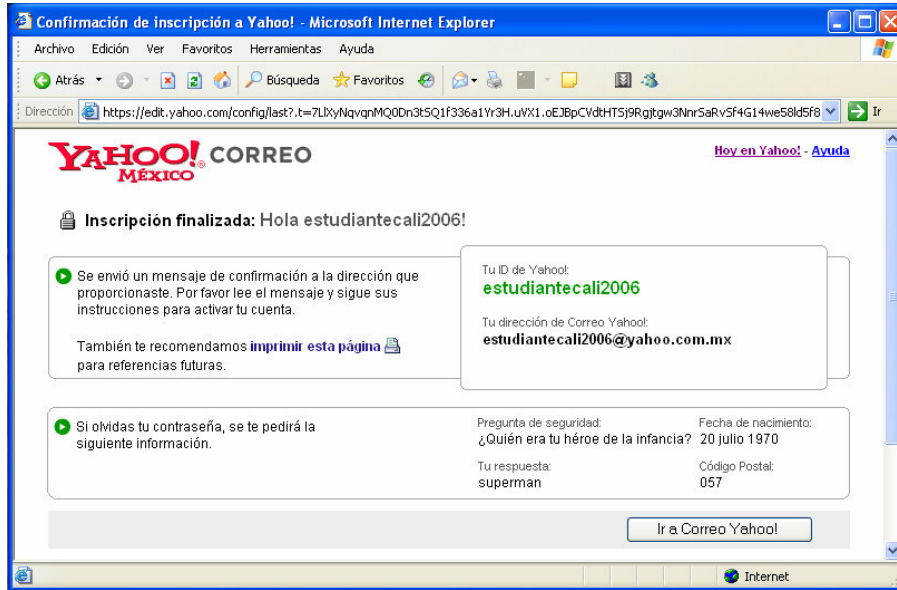 Confirmación de inscripción a Yahoo! - Microsoft Internet Explorer
Archivo Edición Ver Favoritos Herramientas Ayuda
Atrás Búsqueda Favoritos
Dirección https://edit.yahoo.com/config/last?.t= Ir
YAHOO! CORREO
MÉXICO
Hoy en Yahoo! - Ayuda
Inscripción finalizada: Hola estudiantecali2006!
Se envió un mensaje de confirmación a la dirección que
proporcionaste. Por favor lee el mensaje y sigue sus
instrucciones para activar tu cuenta.
También te recomendamos imprimir esta página
para referencias futuras.
Tu ID de Yahoo!:
estudiantecali2006
Tu dirección de Correo Yahoo!:
estudiantecali2006@yahoo.com.mx
Si olvidas tu contraseña, se te pedirá la
siguiente información.
Pregunta de seguridad:
¿Quién era tu héroe de la infancia?
Fecha de nacimiento:
20 julio 1970
Tu respuesta:
superman
Código Postal:
057
Ir a Correo Yahoo!
Internet